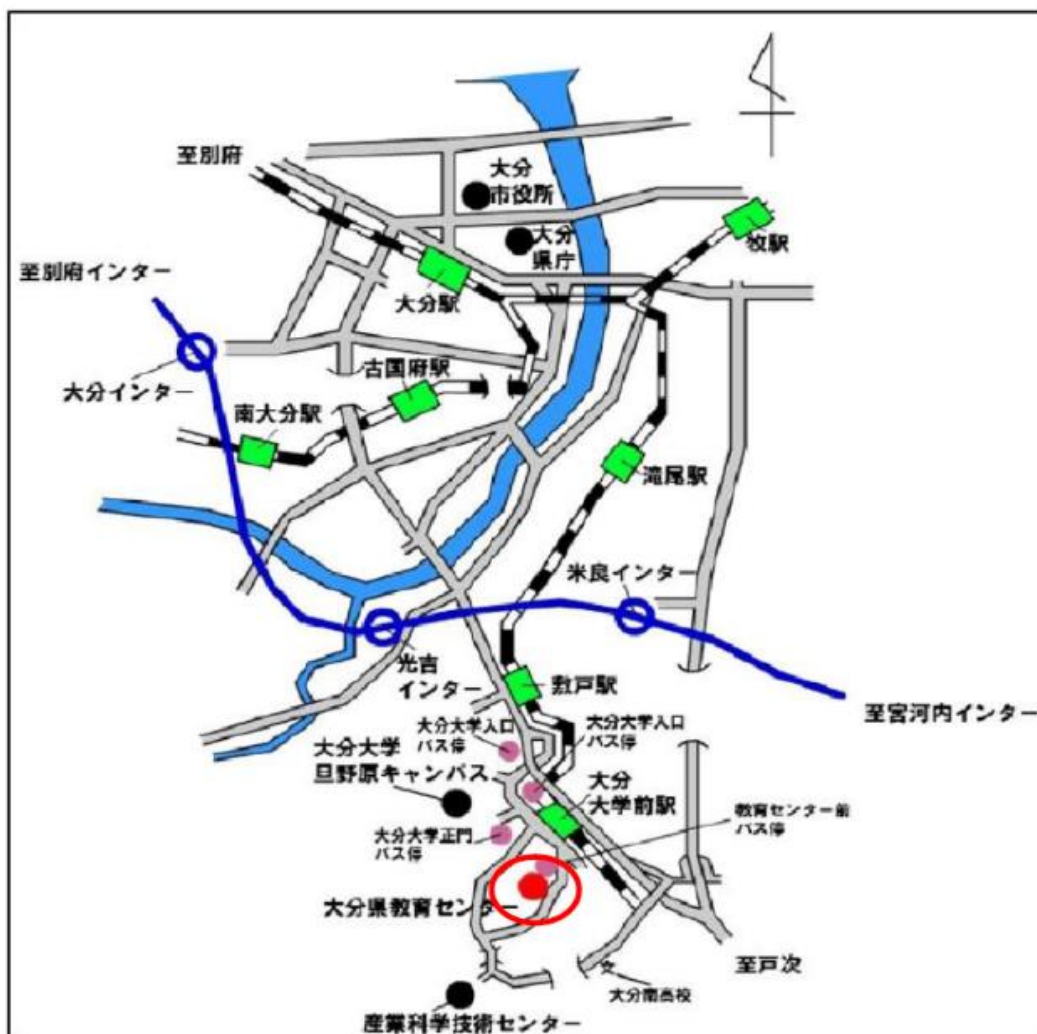 至別府
大分
市役所
大分
県庁
牧駅
至別府インター
大分駅
大分インター
古国府駅
南大分駅
滝尾駅
米良インター
光吉
インター
敷戸駅
至宮河内インター
大分大学入口
バス停
大分大学入口
バス停
大分大学
旦野原キャンパス
大分
大学前駅
教育センター前
バス停
大分大学正門
バス停
大分県教育センター
至戸次
大分南高校
産業科学技術センター